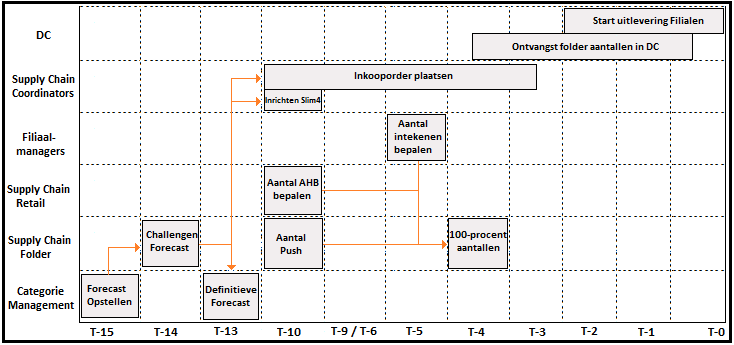 DC
Start uitlevering Filialen
Ontvangst folder aantallen in DC
Supply Chain
Coordinators
Inkooporder plaatsen
Inrichten Slim4
Filiaal-
managers
Aantal
intekenen
bepalen
Supply Chain
Retail
Aantal AHB
bepalen
Supply Chain
Folder
Challengen
Forecast
Aantal
Push
100-procent
aantallen
Categorie
Management
Forecast
Opstellen
Definitieve
Forecast
T-15
T-14
T-13
T-10
T-9 / T-6
T-5
T-4
T-3
T-2
T-1
T-0